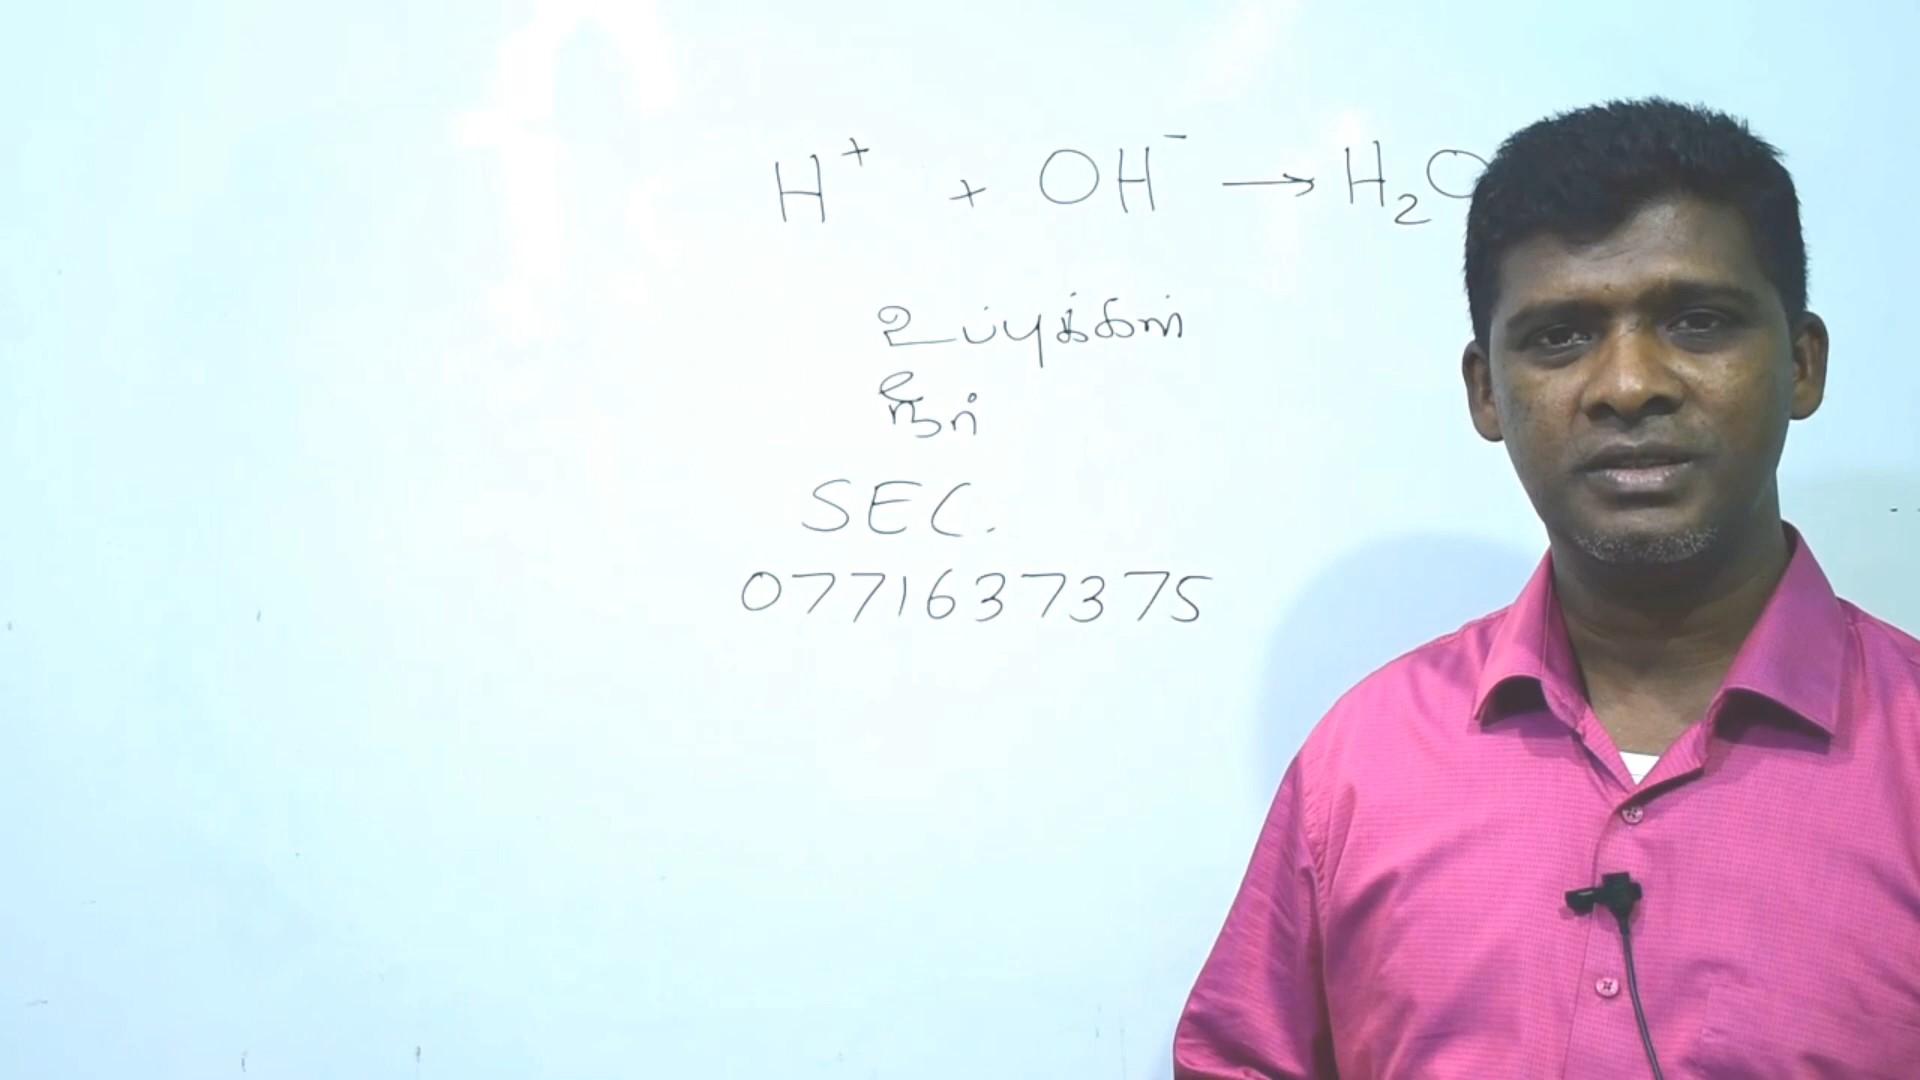 H⁺ + OH⁻ → H₂O
உப்புக்கள்
நீர்
SEC.
0771637375